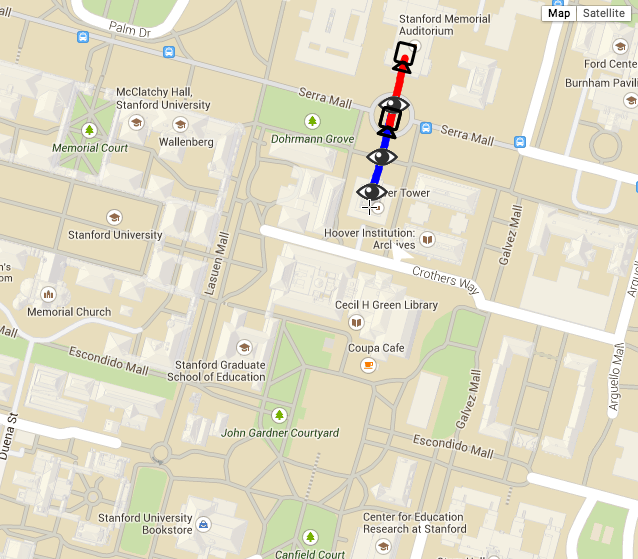 Stanford Memorial
Auditorium
Map
Satellite
Palm Dr
Ford Center
Burnham Pavil
McClatchy Hall,
Stanford University
Serra Mall
Wallenberg
Dohrmann Grove
Serra Mall
Memorial Court
er Tower
Stanford University
Hoover Institution:
Archives
Galvez Mall
Lasuen Mall
Crothers Way
Arguello
Memorial Church
Cecil H Green Library
Escondido Mall
Stanford Graduate
School of Education
Coupa Cafe
Galvez Mall
Arguello Mall
John Gardner Courtyard
Escondido Mall
Duena St
Stanford University
Bookstore
Center for Education
Research at Stanford
Canfield Court